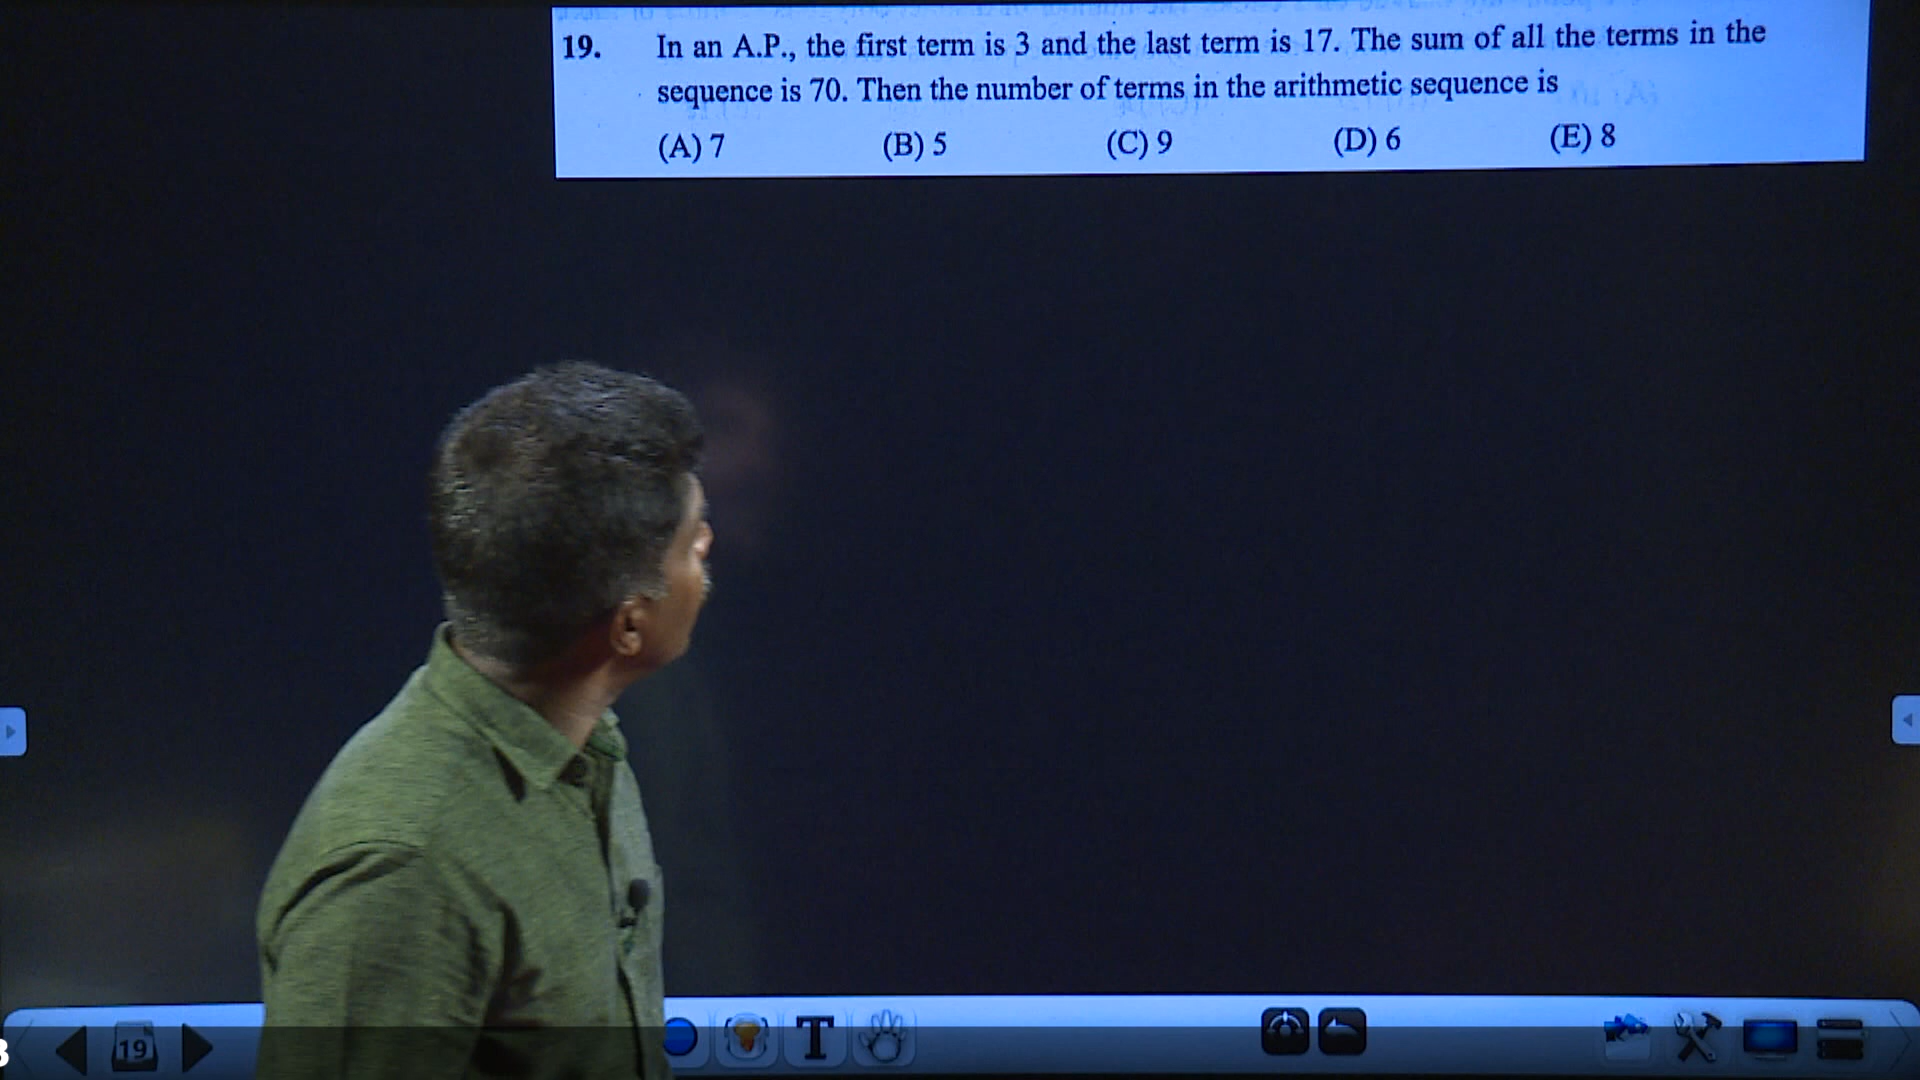 19. In an A.P., the first term is 3 and the last term is 17. The sum of all the terms in the
sequence is 70. Then the number of terms in the arithmetic sequence is
(A) 7 (B) 5 (C) 9 (D) 6 (E) 8
19
T